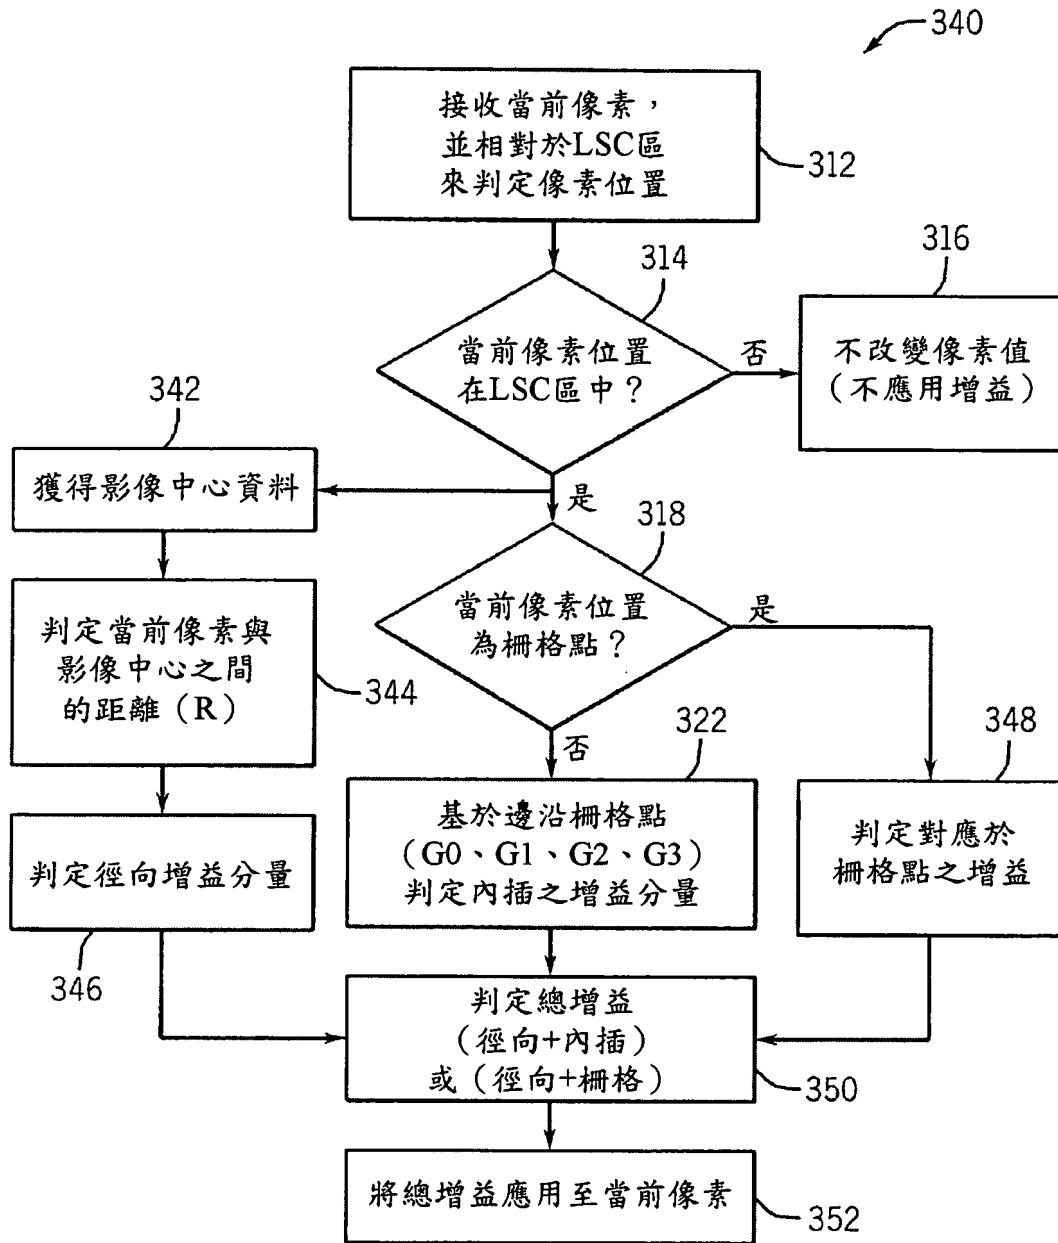 340
接收當前像素，
並相對於LSC區
來判定像素位置
312
314
316
當前像素位置
在LSC區中？
否
不改變像素值
（不應用增益）
342
獲得影像中心資料
是
318
當前像素位置
為柵格點？
是
判定當前像素與
影像中心之間
的距離（R）
344
否
322
348
基於邊沿柵格點
（G0、G1、G2、G3）
判定內插之增益分量
判定對應於
柵格點之增益
判定徑向增益分量
346
判定總增益
（徑向+內插）
或（徑向+柵格）
350
將總增益應用至當前像素
352